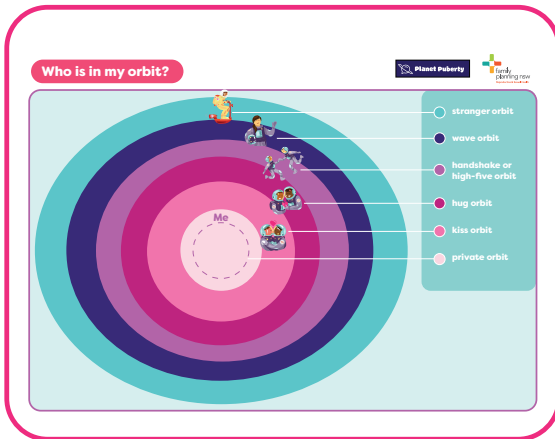 Who is in my orbit?
Planet Puberty
family
planning nsw
stranger orbit
wave orbit
handshake or
high-five orbit
hug orbit
kiss orbit
private orbit
Me